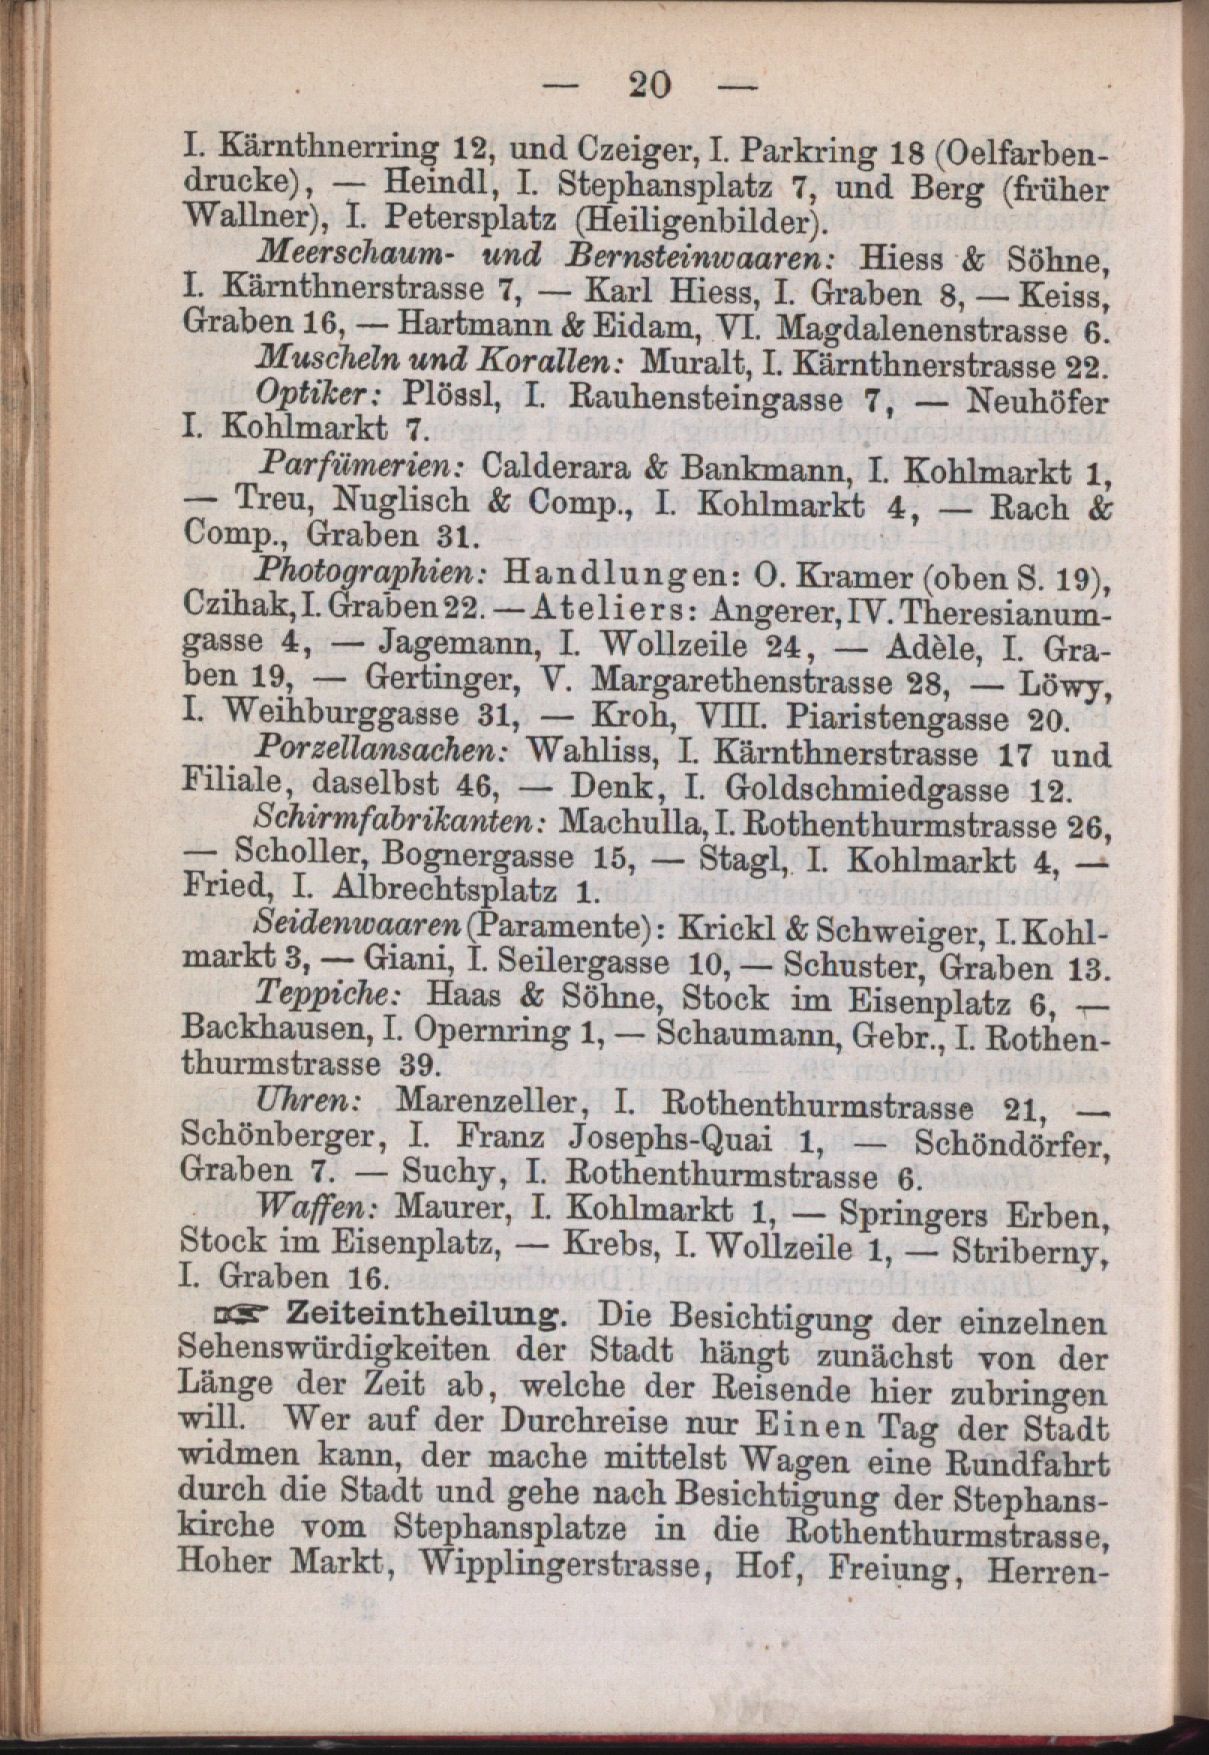 — 20 —
I. Kärnthnerring 12, und Czeiger, I. Parkring 18 (Oelfarben-
drucke), — Heindl, I. Stephansplatz 7, und Berg (früher
Wallner), I. Petersplatz (Heiligenbilder).
Meerschaum- und Bernsteinwaaren: Hiess & Söhne,
I. Kärnthnerstrasse 7, — Karl Hiess, I. Graben 8, — Keiss,
Graben 16, — Hartmann & Eidam, VI. Magdalenenstrasse 6.
Muscheln und Korallen: Muralt, I. Kärnthnerstrasse 22.
Optiker: Plössl, I. Rauhensteingasse 7, — Neuhöfer
I. Kohlmarkt 7.
Parfümerien: Calderara & Bankmann, I. Kohlmarkt 1,
— Treu, Nuglisch & Comp., I. Kohlmarkt 4, — Rach &
Comp., Graben 31.
Photographien: Handlungen: O. Kramer (oben S. 19),
Czihak, I. Graben 22. — Ateliers: Angerer, IV. Theresianum-
gasse 4, — Jagemann, I. Wollzeile 24, — Adèle, I. Gra-
ben 19, — Gertinger, V. Margarethenstrasse 28, — Löwy,
I. Weihburggasse 31, — Kroh, VIII. Piaristengasse 20.
Porzellansachen: Wahliss, I. Kärnthnerstrasse 17 und
Filiale, daselbst 46, — Denk, I. Goldschmiedgasse 12.
Schirmfabrikanten: Machulla, I. Rothenthurmstrasse 26,
— Scholler, Bognergasse 15, — Stagl, I. Kohlmarkt 4, —
Fried, I. Albrechtsplatz 1.
Seidenwaaren (Paramente): Krickl & Schweiger, I. Kohl-
markt 3, — Giani, I. Seilergasse 10, — Schuster, Graben 13.
Teppiche: Haas & Söhne, Stock im Eisenplatz 6, —
Backhausen, I. Opernring 1, — Schaumann, Gebr., I. Rothen-
thurmstrasse 39.
Uhren: Marenzeller, I. Rothenthurmstrasse 21, —
Schönberger, I. Franz Josephs-Quai 1, — Schöndörfer,
Graben 7. — Suchy, I. Rothenthurmstrasse 6.
Waffen: Maurer, I. Kohlmarkt 1, — Springers Erben,
Stock im Eisenplatz, — Krebs, I. Wollzeile 1, — Striberny,
I. Graben 16.
☞ Zeiteintheilung. Die Besichtigung der einzelnen
Sehenswürdigkeiten der Stadt hängt zunächst von der
Länge der Zeit ab, welche der Reisende hier zubringen
will. Wer auf der Durchreise nur Einen Tag der Stadt
widmen kann, der mache mittelst Wagen eine Rundfahrt
durch die Stadt und gehe nach Besichtigung der Stephans-
kirche vom Stephansplatze in die Rothenthurmstrasse,
Hoher Markt, Wipplingerstrasse, Hof, Freiung, Herren-